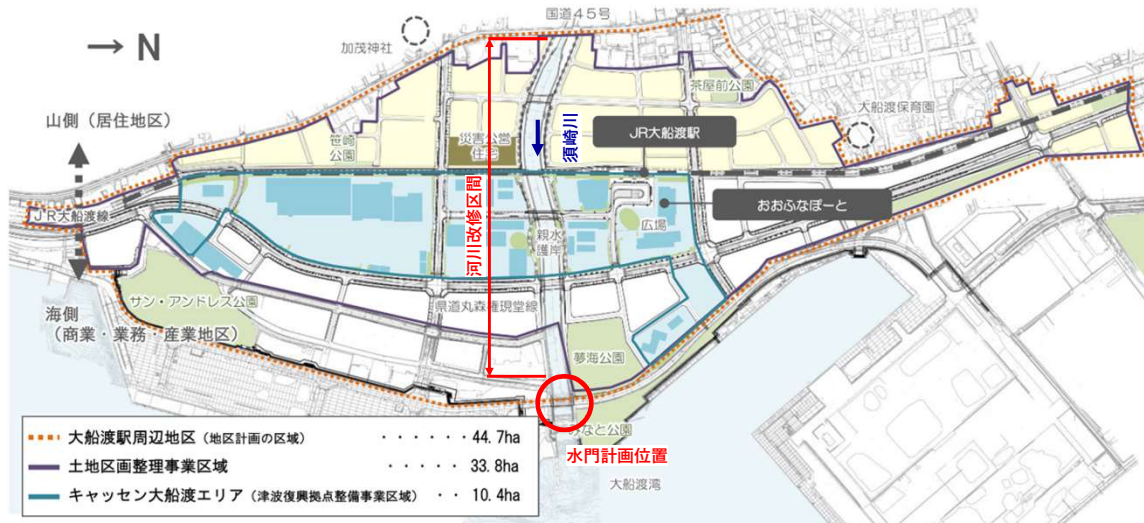 国道45号
→ N
加茂神社
茶屋前公園
大船渡保育園
山側(居住地区)
笹崎
公園
災害公営
住宅
須崎川
JR大船渡駅
河川改修区間
おおふなぽーと
広場
親水
護岸
JR大船渡線
サン・アンドレス公園
県道丸森権現堂線
海側
(商業・業務・産業地区)
夢海公園
みなと公園
水門計画位置
大船渡湾
大船渡駅周辺地区(地区計画の区域) ・・・・・・44.7ha
土地区画整理事業区域 ・・・・・ 33.8ha
キャッセン大船渡エリア(津波復興拠点整備事業区域) ・・ 10.4ha